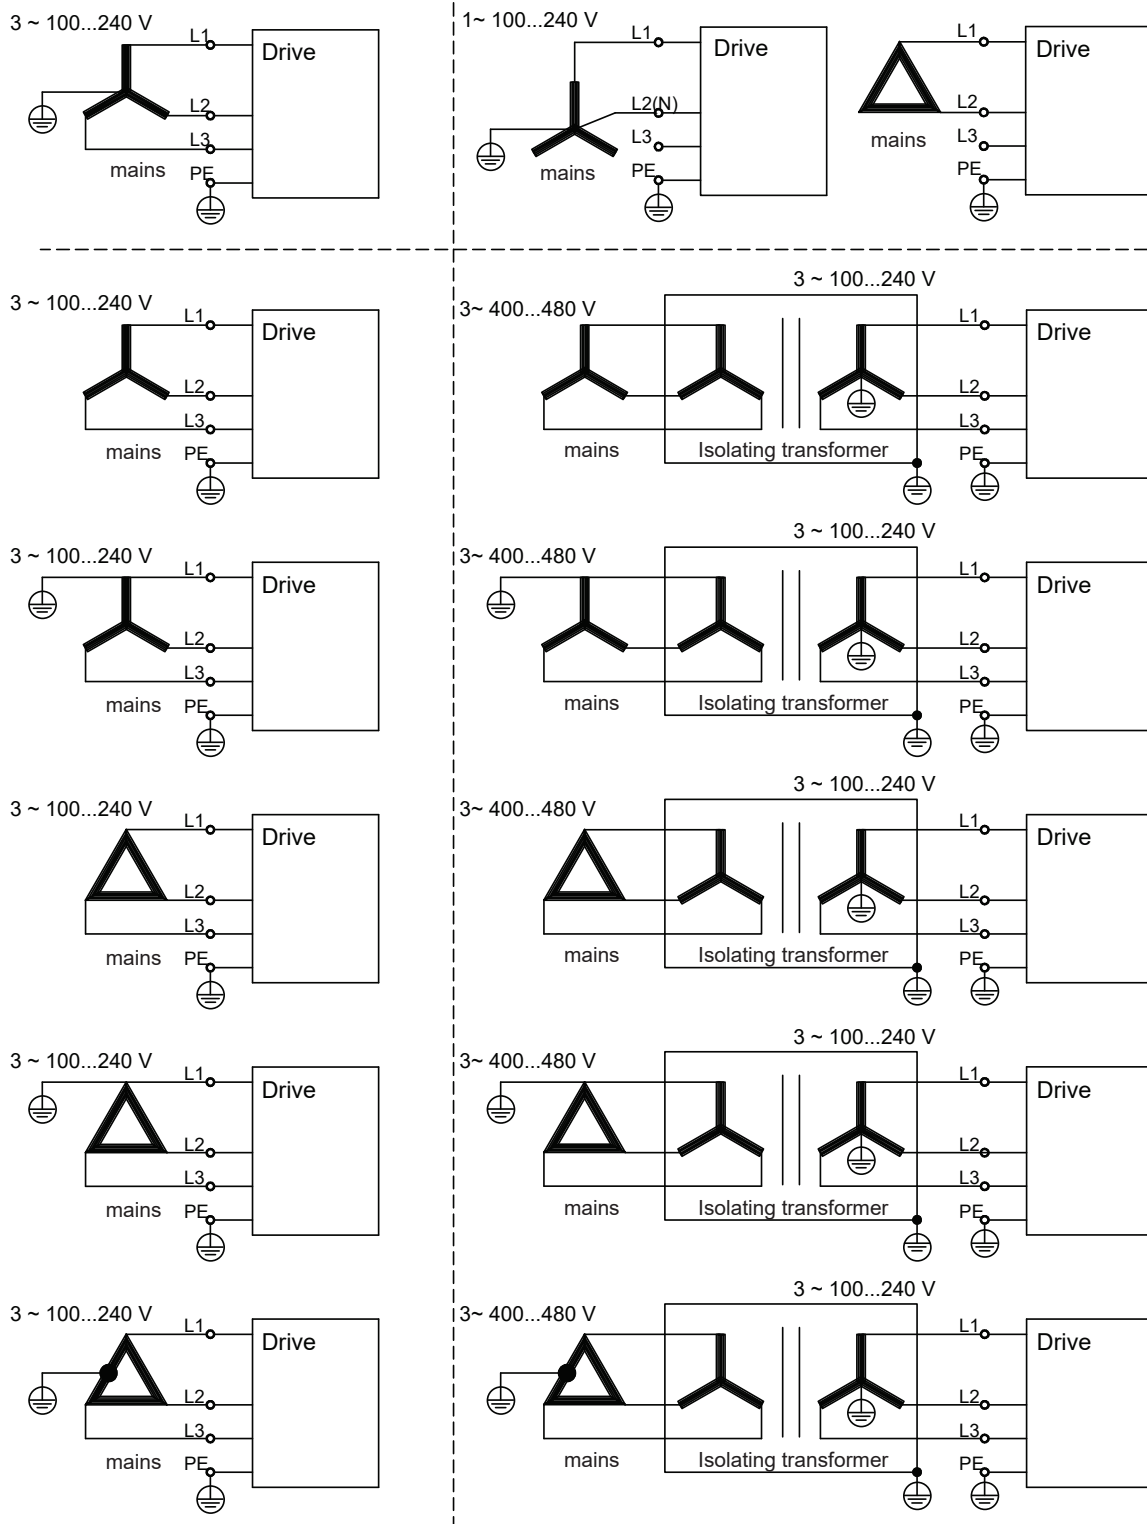 3 ~ 100...240 V
L1
Drive
L2
L3
mains
PE
1~ 100...240 V
L1
Drive
L2(N)
L3
mains
PE
L1
Drive
L2
mains
L3
PE
3 ~ 100...240 V
L1
Drive
L2
L3
mains
PE
3 ~ 100...240 V
3~ 400...480 V
L1
Drive
L2
L3
mains
Isolating transformer
PE
3 ~ 100...240 V
L1
Drive
L2
L3
mains
PE
3 ~ 100...240 V
3~ 400...480 V
L1
Drive
L2
L3
mains
Isolating transformer
PE
3 ~ 100...240 V
L1
Drive
L2
L3
mains
PE
3 ~ 100...240 V
3~ 400...480 V
L1
Drive
L2
L3
mains
Isolating transformer
PE
3 ~ 100...240 V
L1
Drive
L2
L3
mains
PE
3 ~ 100...240 V
3~ 400...480 V
L1
Drive
L2
L3
mains
Isolating transformer
PE
3 ~ 100...240 V
L1
Drive
L2
L3
mains
PE
3 ~ 100...240 V
3~ 400...480 V
L1
Drive
L2
L3
mains
Isolating transformer
PE